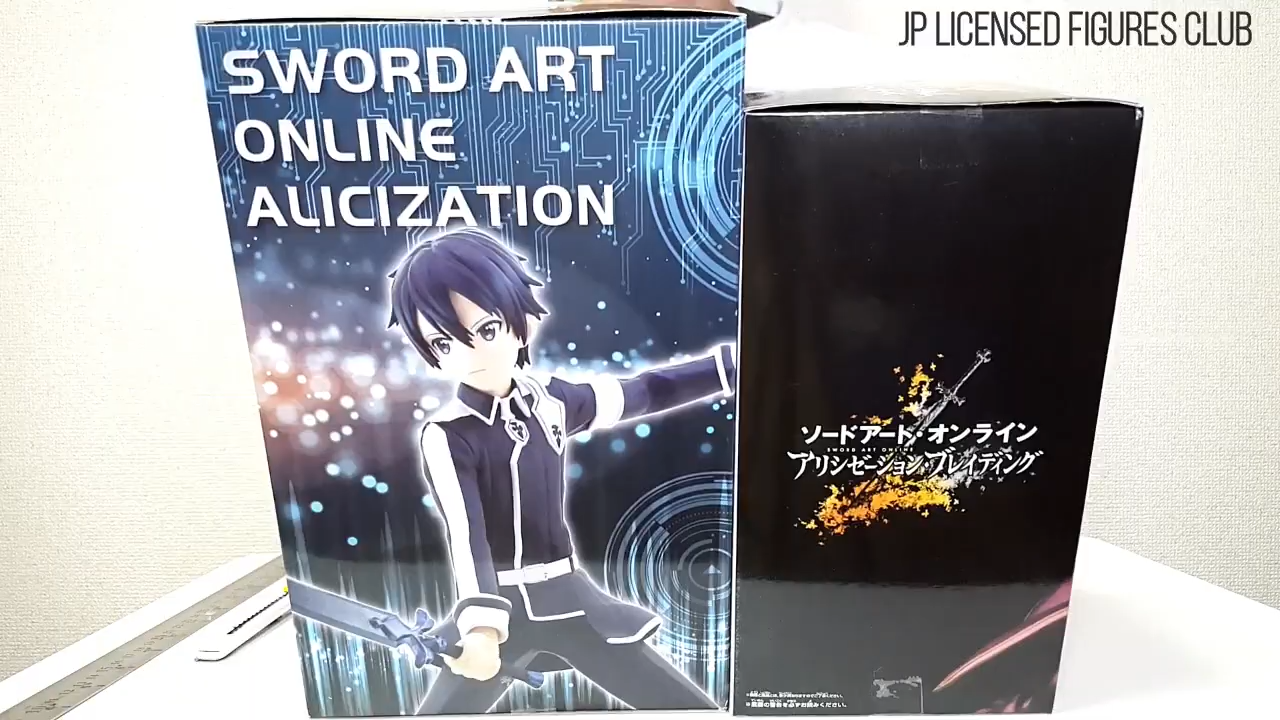 JP LICENSED FIGURES CLUB
SWORD ART
ONLINE
ALICIZATION
ソードアート・オンライン
SWORD ART ONLINE
アリシゼーション・ブレイディング